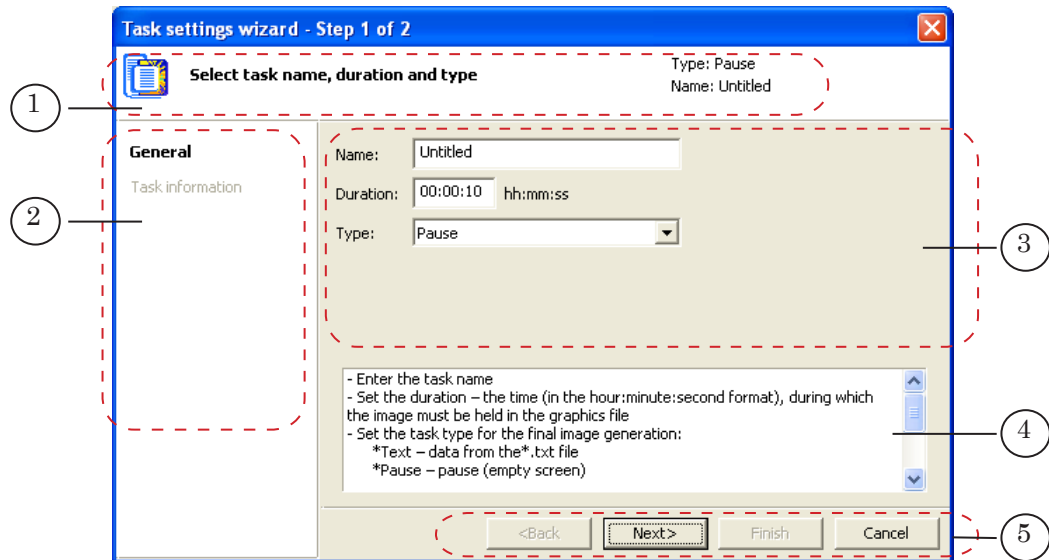 Task settings wizard - Step 1 of 2
Select task name, duration and type
Type: Pause
Name: Untitled
1
General
Task information
2
Name: Untitled
Duration: 00:00:10 hh:mm:ss
Type: Pause
3
- Enter the task name
- Set the duration – the time (in the hour:minute:second format), during which
the image must be held in the graphics file
- Set the task type for the final image generation:
*Text – data from the*.txt file
*Pause – pause (empty screen)
4
<Back Next> Finish Cancel
5